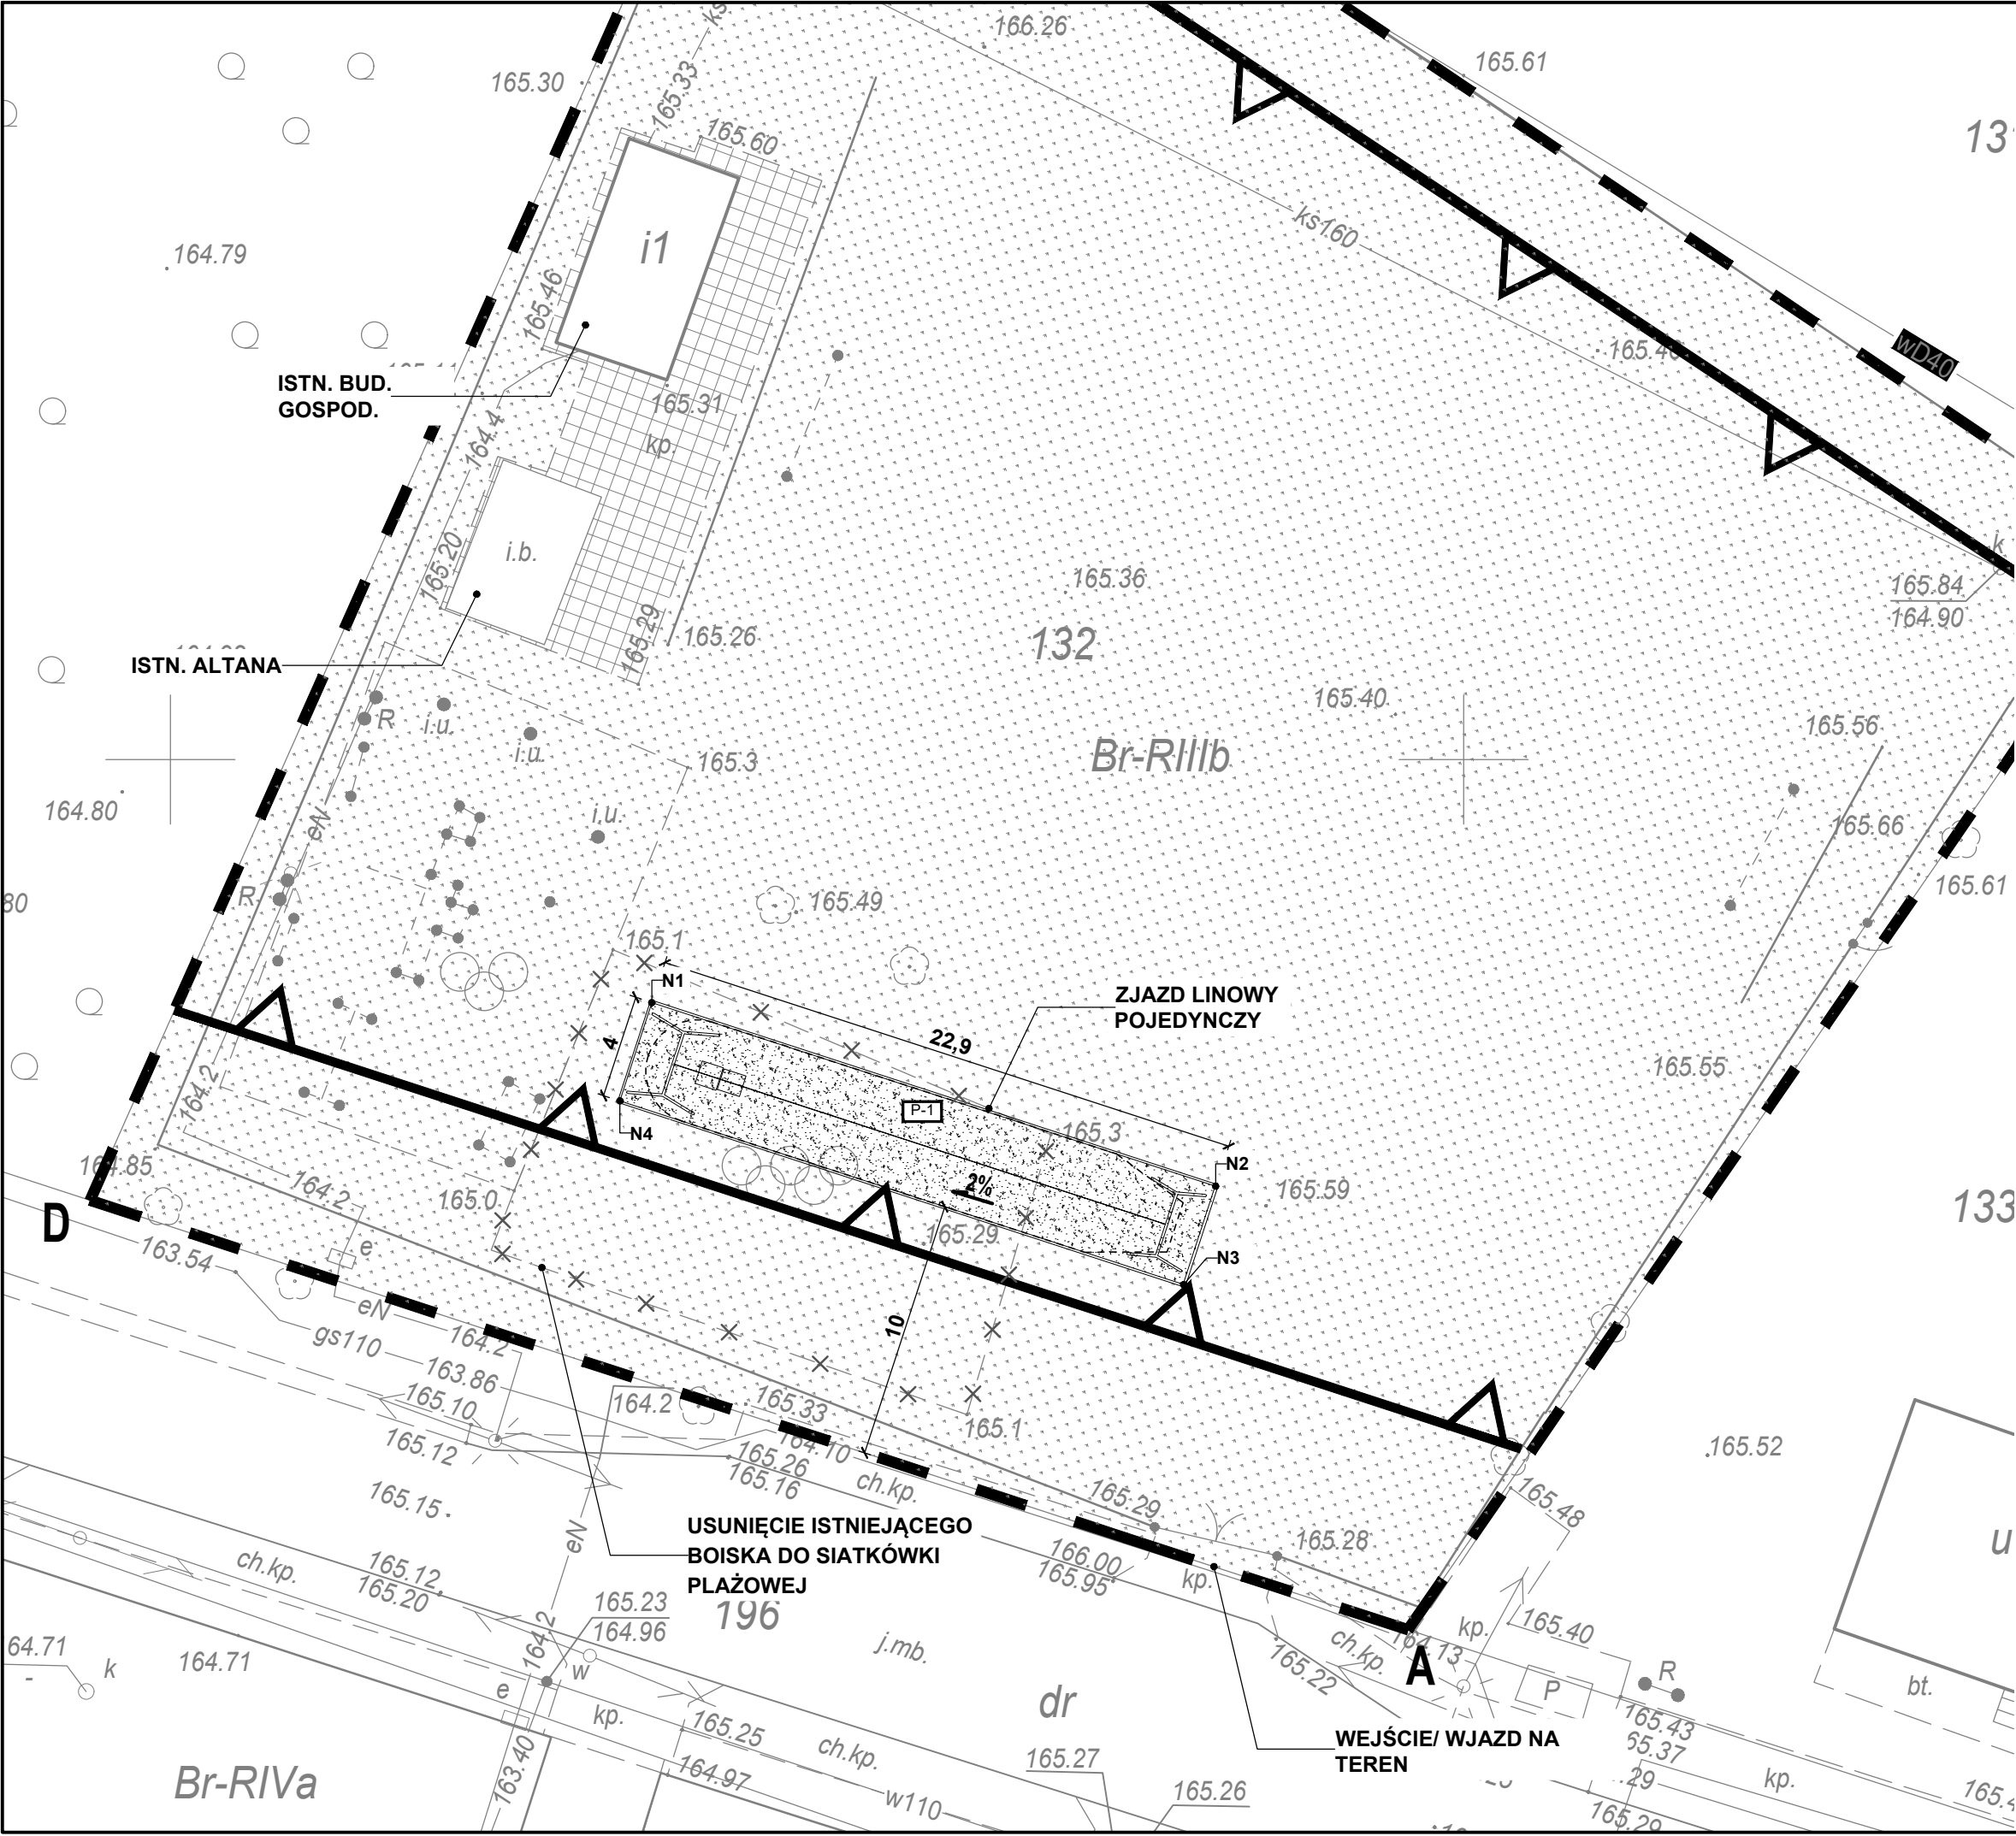 ks
166.26
165.61
165.30
165.33
165.60
13
164.79
i1
ks160
165.46
wD40
ISTN. BUD.
GOSPOD.
165.31
164.4
kp.
i.b.
165.20
k
165.36
165.84
164.90
165.29
165.26
132
ISTN. ALTANA
165.40
R
i.u.
i.u.
165.3
Br-RIIIb
165.56
164.80
eN
i.u.
165.66
165.61
R
80
165.49
165.1
N1
ZJAZD LINOWY
POJEDYNCZY
22,9
4
165.55
164.2
P-1
N4
165,3
164.85
N2
164.2
165.0
2%
165.59
133
D
165.29
163.54
e
N3
eN
10
gs110
164.2
163.86
165.10
164.2
165.33
165.1
165.12
164.10
165.26
165.16
165.52
ch.kp.
165.15
165.29
165.48
USUNIĘCIE ISTNIEJĄCEGO
BOISKA DO SIATKÓWKI
PLAŻOWEJ
eN
165.28
u
166.00
165.95
kp.
ch.kp.
165.12
165.20
165.23
164.96
196
j.mb.
164.2
kp.
165.40
164.13
ch.kp.
A
165.22
64.71
-
k
164.71
w
e
R
P
bt.
dr
kp.
165.25
ch.kp.
165.43
65.37
WEJŚCIE/ WJAZD NA
TEREN
165.27
.29
kp.
Br-RIVa
163.40
164.97
w110
165.26
165.29
165.4